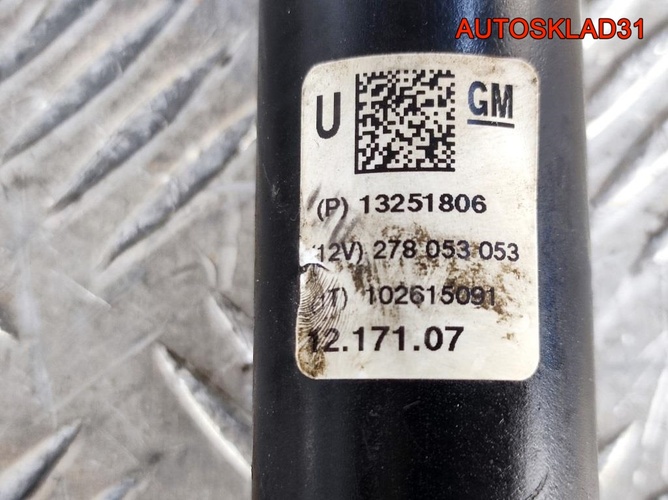 AUTOSKLAD31
U GM
(P) 13251806
(12V) 278 053 053
(T) 102615091
12.171.07